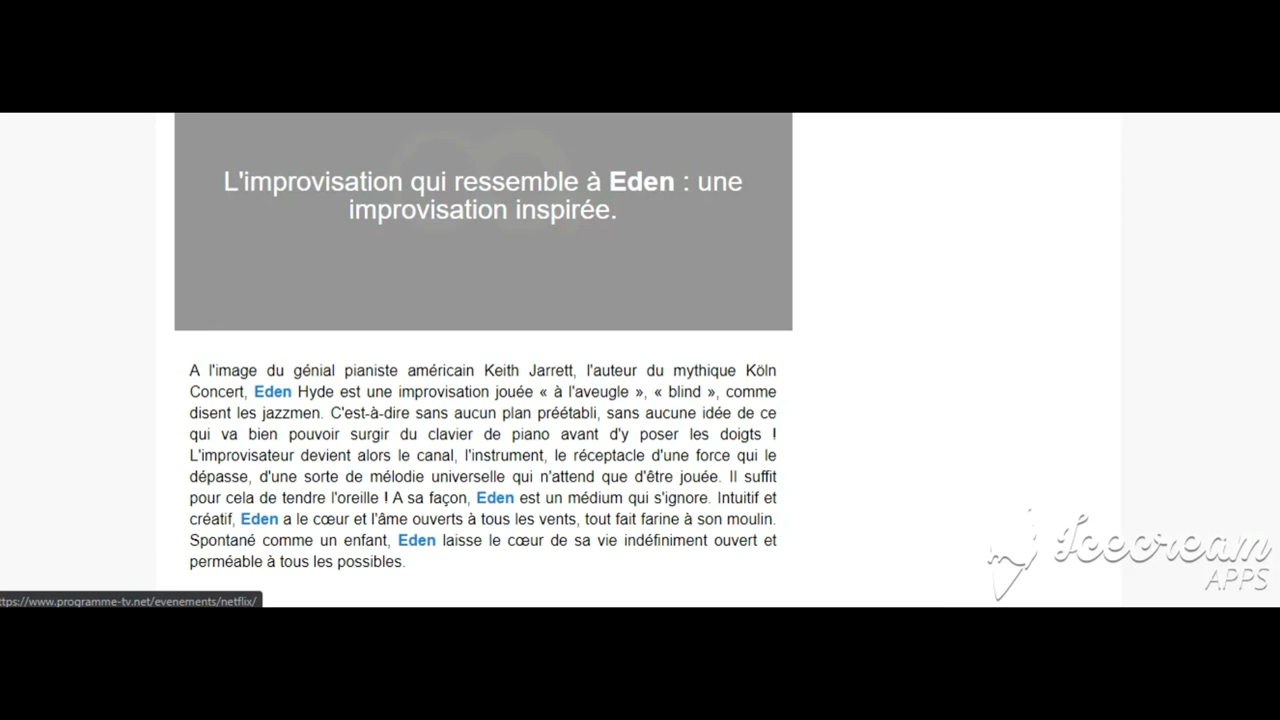 L'improvisation qui ressemble à Eden : une
improvisation inspirée.
A l'image du génial pianiste américain Keith Jarrett, l'auteur du mythique Köln
Concert, Eden Hyde est une improvisation jouée « à l'aveugle », « blind », comme
disent les jazzmen. C'est-à-dire sans aucun plan préétabli, sans aucune idée de ce
qui va bien pouvoir surgir du clavier de piano avant d'y poser les doigts !
L'improvisateur devient alors le canal, l'instrument, le réceptacle d'une force qui le
dépasse, d'une sorte de mélodie universelle qui n'attend que d'être jouée. Il suffit
pour cela de tendre l'oreille ! A sa façon, Eden est un médium qui s'ignore. Intuitif et
créatif, Eden a le cœur et l'âme ouverts à tous les vents, tout fait farine à son moulin.
Spontané comme un enfant, Eden laisse le cœur de sa vie indéfiniment ouvert et
perméable à tous les possibles.
ttps://www.programme-tv.net/evenements/netflix/
Icecream
APPS